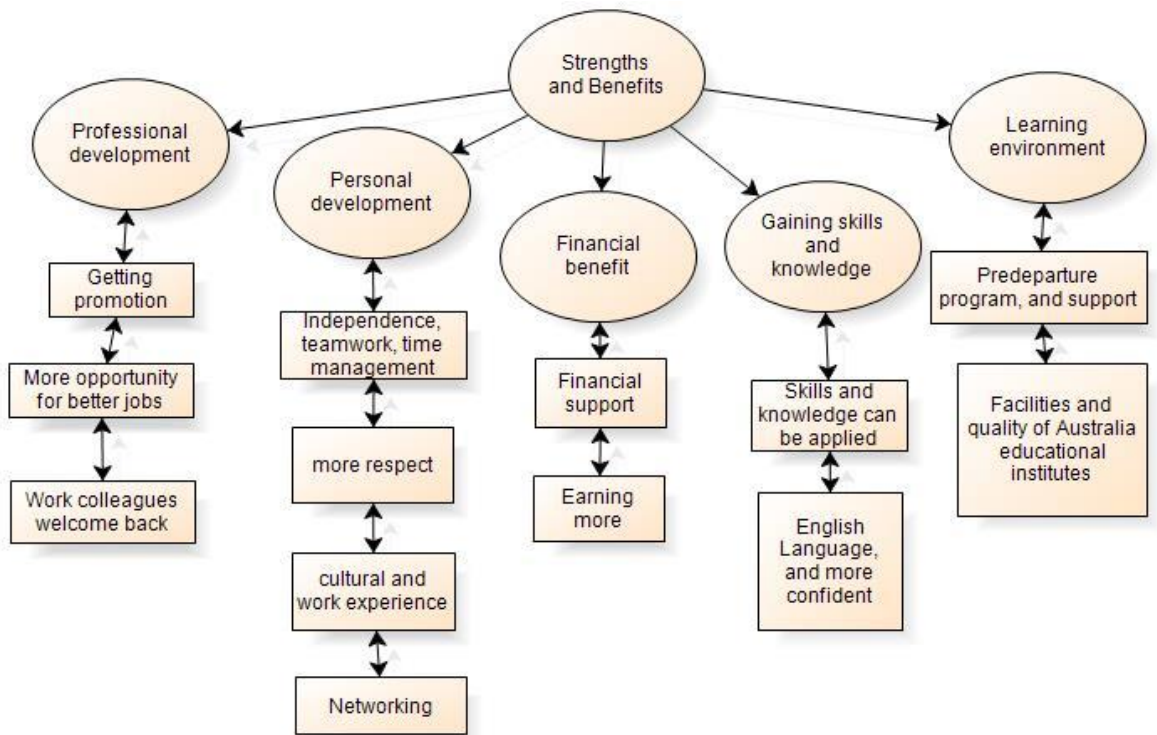 Strengths
and Benefits
Professional
development
Getting
promotion
More opportunity
for better jobs
Work colleagues
welcome back
Personal
development
Independence,
teamwork, time
management
more respect
cultural and
work experience
Networking
Financial
benefit
Financial
support
Earning
more
Gaining skills
and
knowledge
Skills and
knowledge can
be applied
English
Language,
and more
confident
Learning
environment
Predeparture
program, and support
Facilities and
quality of Australia
educational
institutes